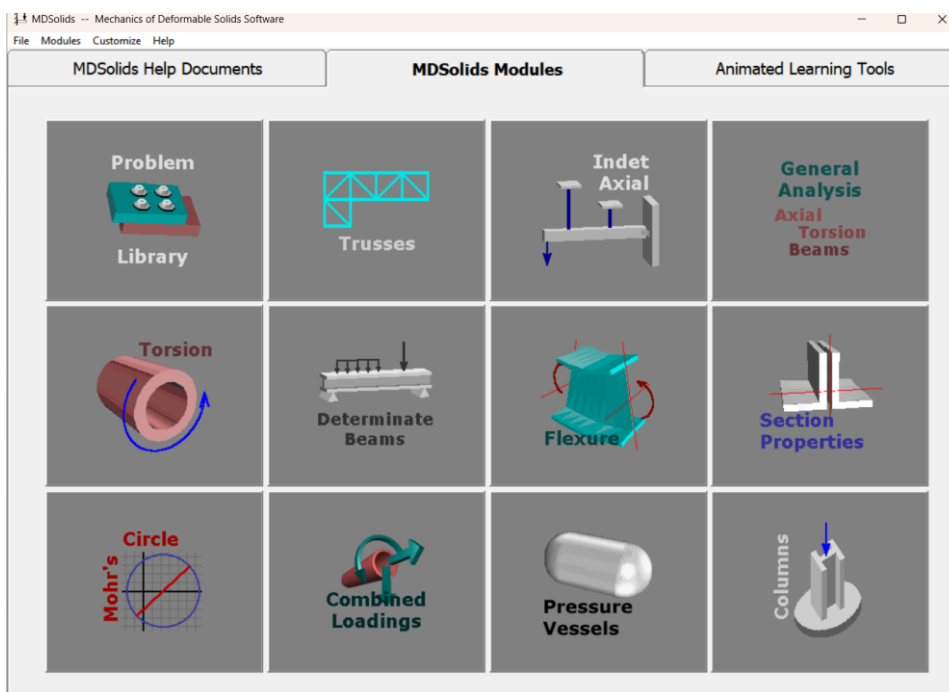 MDSolids -- Mechanics of Deformable Solids Software
File Modules Customize Help
MDSolids Help Documents
MDSolids Modules
Animated Learning Tools
Problem
Library
Trusses
Indet
Axial
General
Analysis
Axial
Torsion
Beams
Torsion
Determinate
Beams
Flexure
Section
Properties
Mohr's
Circle
Combined
Loadings
Pressure
Vessels
Columns